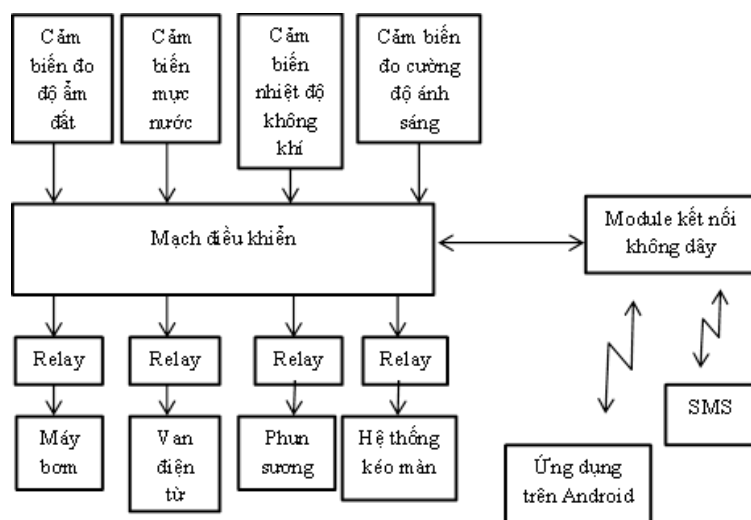 Cảm
biến đo
độ ẩm
đất
Cảm
biến
mực
nước
Cảm
biến
nhiệt độ
không
khí
Cảm biến
đo cường
độ ánh
sáng
Mạch điều khiển
Module kết nối
không dây
Relay
Relay
Relay
Relay
Máy
bơm
Van
điện
từ
Phun
sương
Hệ thống
kéo màn
SMS
Ứng dụng
trên Android